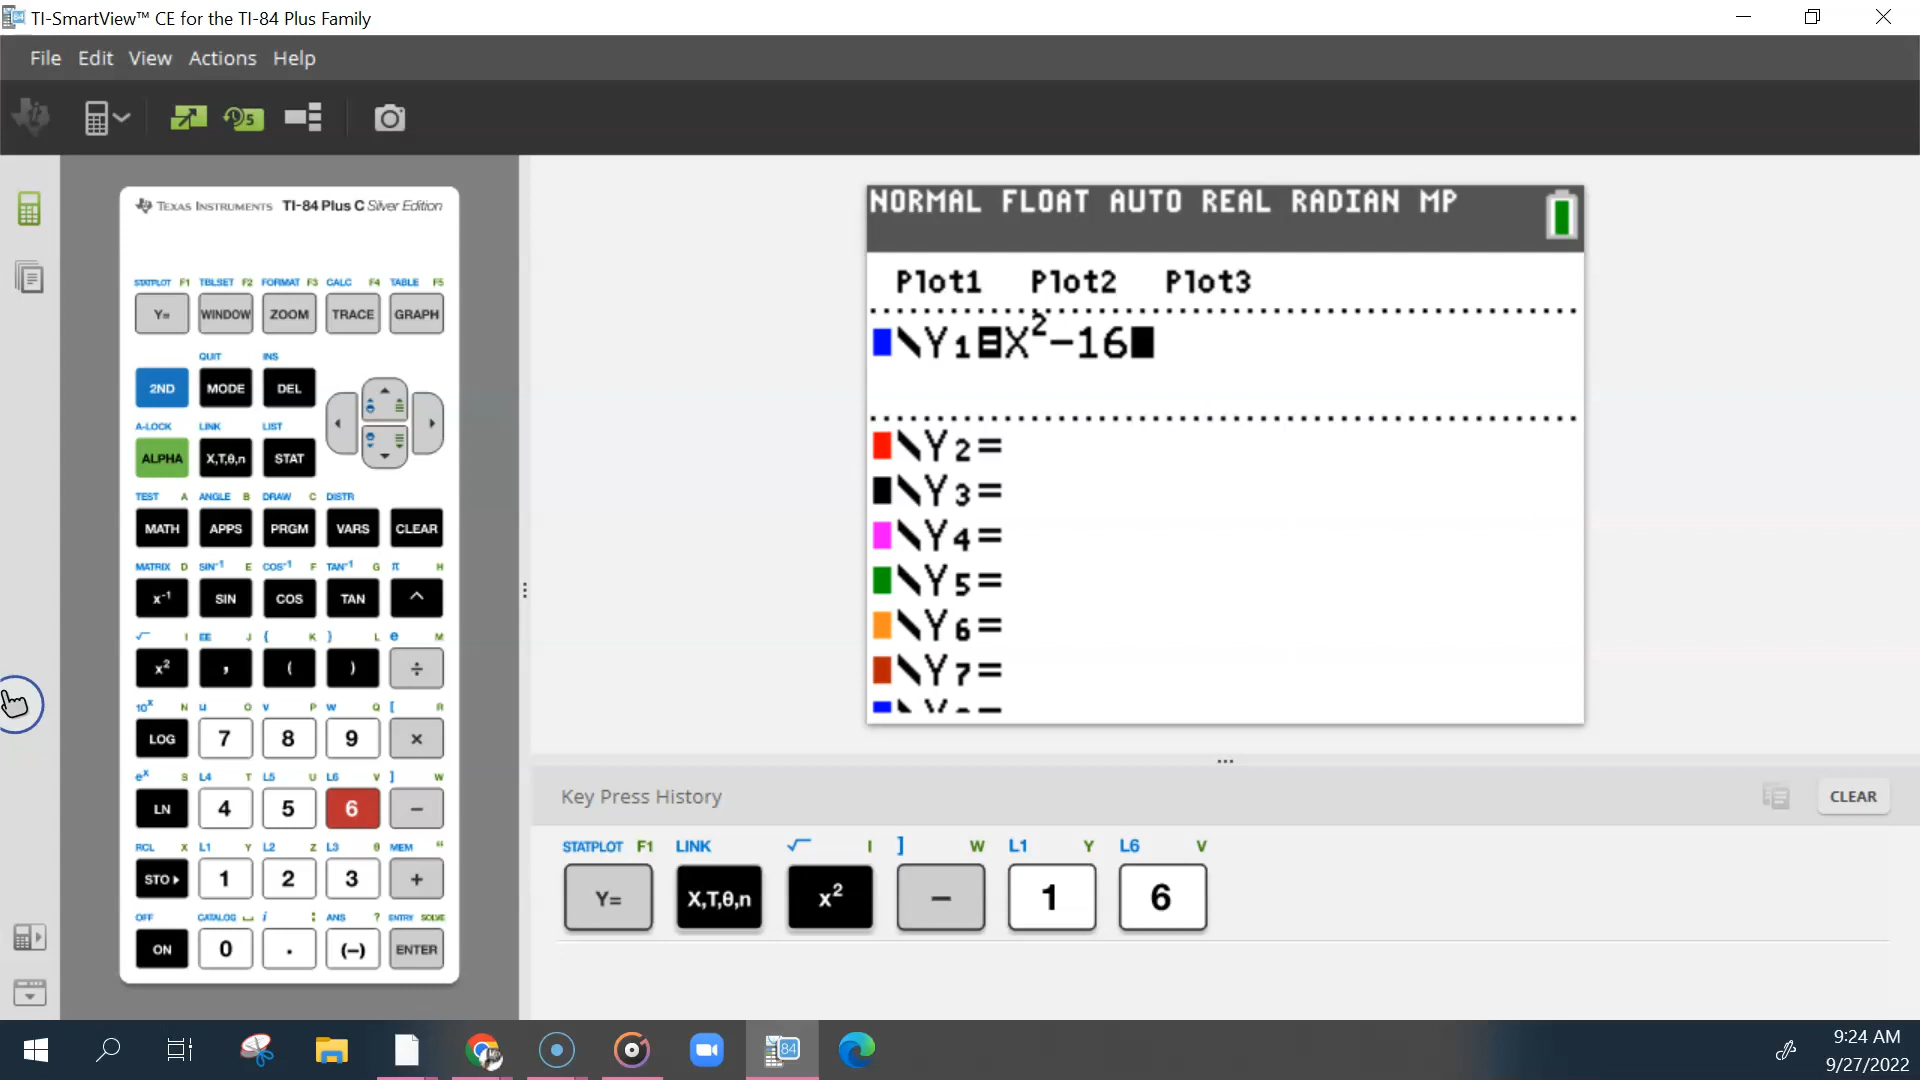 TI-SmartView™ CE for the TI-84 Plus Family
File Edit View Actions Help
5
TEXAS INSTRUMENTS TI-84 Plus C Silver Edition
STATPLOT F1 TBLSET F2 FORMAT F3 CALC F4 TABLE F5
Y= WINDOW ZOOM TRACE GRAPH
QUIT INS
2ND MODE DEL
A-LOCK LINK LIST
ALPHA X,T,θ,n STAT
TEST A ANGLE B DRAW C DISTR
MATH APPS PRGM VARS CLEAR
MATRIX D SIN⁻¹ E COS⁻¹ F TAN⁻¹ G π H
x⁻¹ SIN COS TAN ^
√ I EE J { K } L e M
x² , ( ) ÷
10ˣ N u O v P w Q [ R
LOG 7 8 9 ×
eˣ S L4 T L5 U L6 V ] W
LN 4 5 6 −
RCL X L1 Y L2 Z L3 θ MEM "
STO▸ 1 2 3 +
OFF CATALOG ⎵ i : ANS ? ENTRY SOLVE
ON 0 . (−) ENTER
NORMAL FLOAT AUTO REAL RADIAN MP
Plot1 Plot2 Plot3
\Y1=X²-16
\Y2=
\Y3=
\Y4=
\Y5=
\Y6=
\Y7=
Key Press History CLEAR
STATPLOT F1 LINK √ I ] W L1 Y L6 V
Y= X,T,θ,n x² − 1 6
84
9:24 AM
9/27/2022